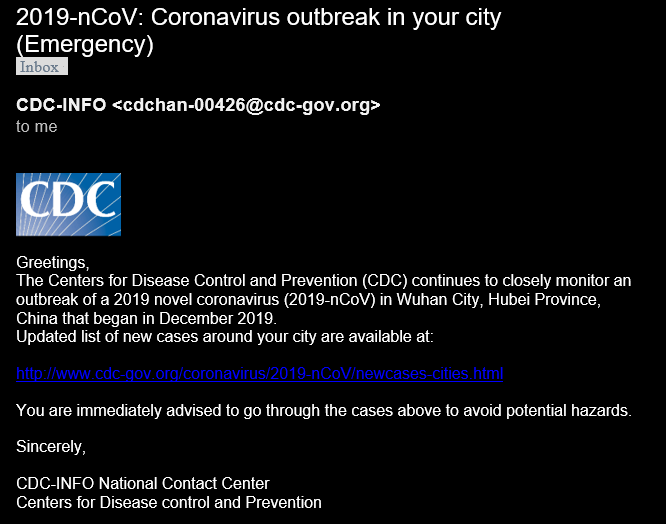 2019-nCoV: Coronavirus outbreak in your city
(Emergency)
Inbox
CDC-INFO <cdchan-00426@cdc-gov.org>
to me
CDC
Greetings,
The Centers for Disease Control and Prevention (CDC) continues to closely monitor an
outbreak of a 2019 novel coronavirus (2019-nCoV) in Wuhan City, Hubei Province,
China that began in December 2019.
Updated list of new cases around your city are available at:
http://www.cdc-gov.org/coronavirus/2019-nCoV/newcases-cities.html
You are immediately advised to go through the cases above to avoid potential hazards.
Sincerely,
CDC-INFO National Contact Center
Centers for Disease control and Prevention